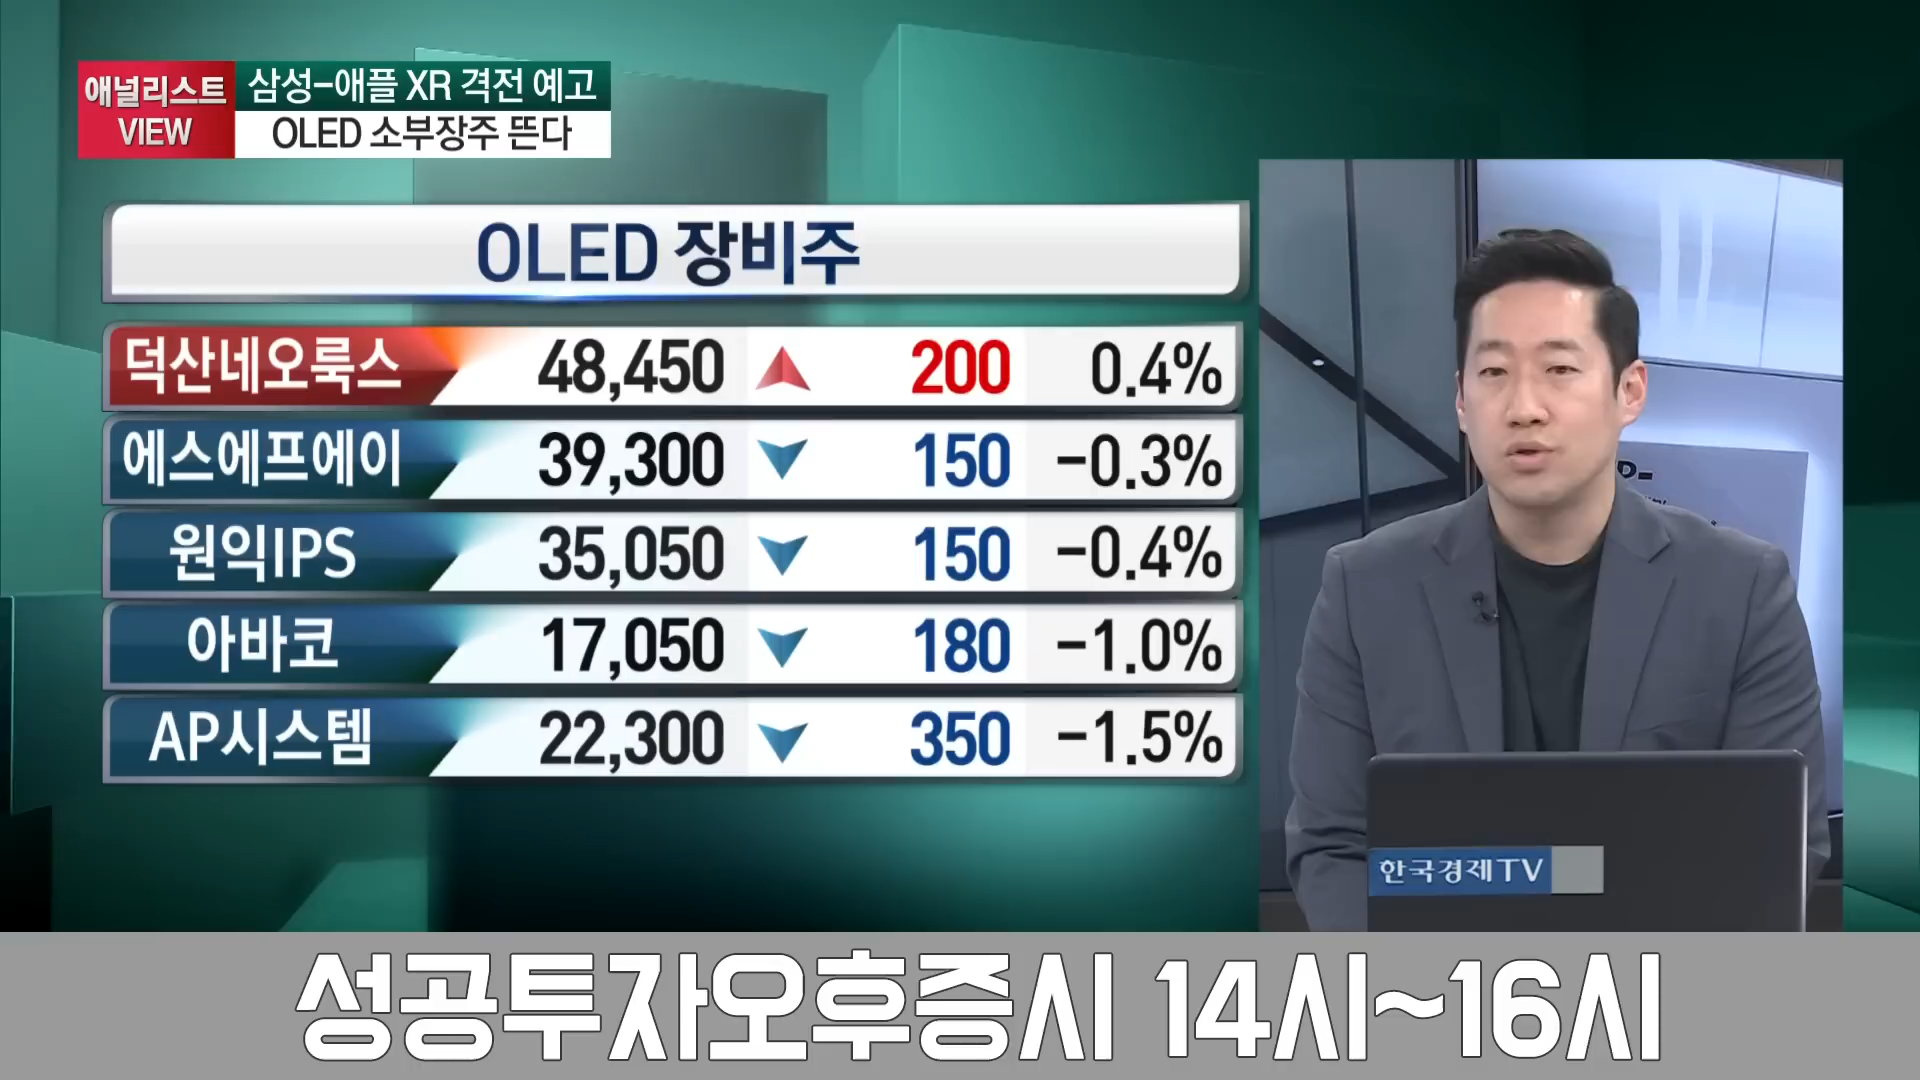 애널리스트
VIEW
삼성-애플 XR 격전 예고
OLED 소부장주 뜬다
OLED 장비주
덕산네오룩스 48,450 ▲ 200 0.4%
에스에프에이 39,300 ▼ 150 -0.3%
원익IPS 35,050 ▼ 150 -0.4%
아바코 17,050 ▼ 180 -1.0%
AP시스템 22,300 ▼ 350 -1.5%
P-
한국경제TV
성공투자오후증시 14시~16시